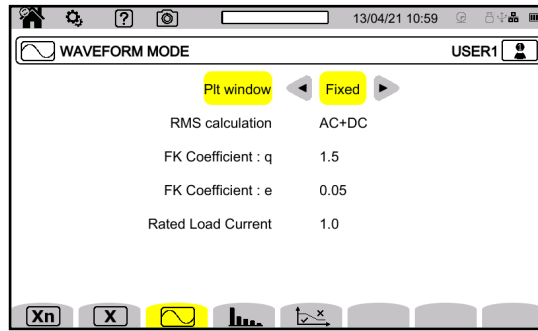 ?
13/04/21 10:59
WAVEFORM MODE
USER1
Plt window Fixed
RMS calculation AC+DC
FK Coefficient : q 1.5
FK Coefficient : e 0.05
Rated Load Current 1.0
Xn X x